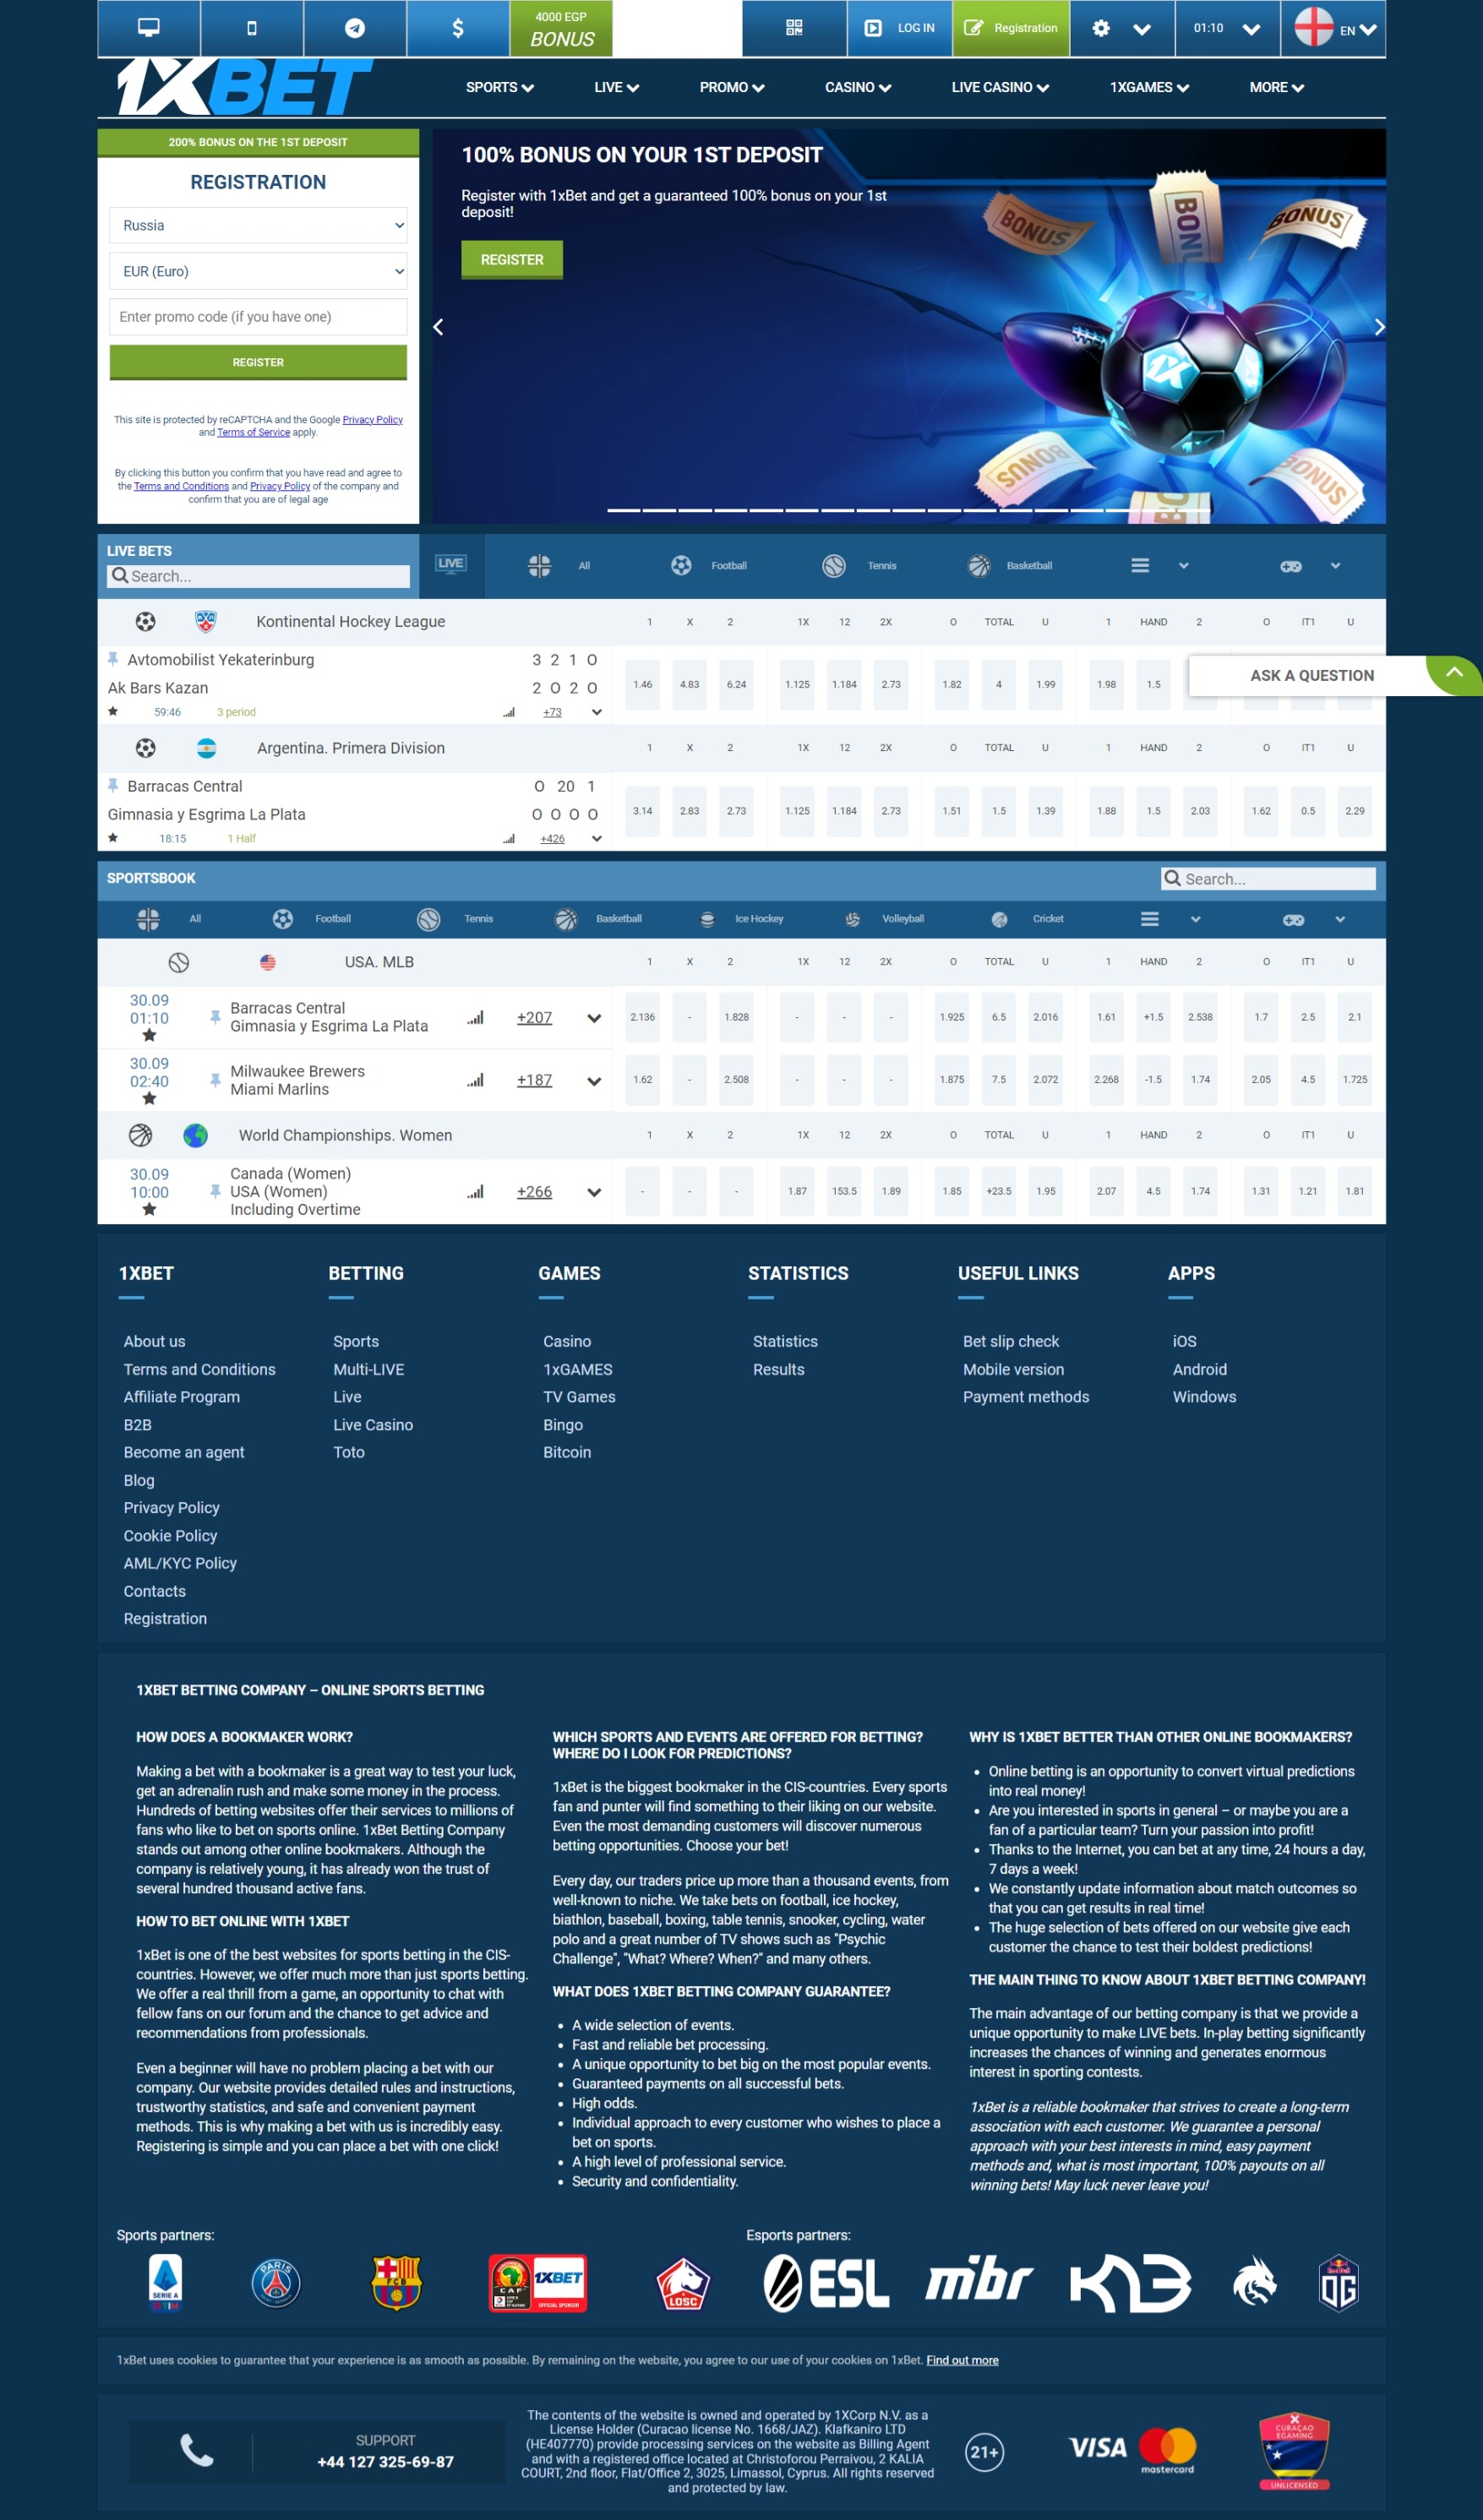 4000 EGP
BONUS
LOG IN
Registration
01:10
EN
1XBET
SPORTS
LIVE
PROMO
CASINO
LIVE CASINO
1XGAMES
MORE
200% BONUS ON THE 1ST DEPOSIT
REGISTRATION
Russia
EUR (Euro)
Enter promo code (if you have one)
REGISTER
This site is protected by reCAPTCHA and the Google Privacy Policy
and Terms of Service apply.
By clicking this button you confirm that you have read and agree to
the Terms and Conditions and Privacy Policy of the company and
confirm that you are of legal age
100% BONUS ON YOUR 1ST DEPOSIT
Register with 1xBet and get a guaranteed 100% bonus on your 1st
deposit!
REGISTER
BONUS
BONU
BONUS
1X
BONUS
BONUS
LIVE BETS
Search...
LIVE
All
Football
Tennis
Basketball
Kontinental Hockey League
1 X 2 1X 12 2X O TOTAL U 1 HAND 2 O IT1 U
Avtomobilist Yekaterinburg 3 2 1 0
Ak Bars Kazan 2 0 2 0
59:46 3 period +73
1.46 4.83 6.24 1.125 1.184 2.73 1.82 4 1.99 1.98 1.5
ASK A QUESTION
Argentina. Primera Division
1 X 2 1X 12 2X O TOTAL U 1 HAND 2 O IT1 U
Barracas Central 0 20 1
Gimnasia y Esgrima La Plata 0 0 0 0
18:15 1 Half +426
3.14 2.83 2.73 1.125 1.184 2.73 1.51 1.5 1.39 1.88 1.5 2.03 1.62 0.5 2.29
SPORTSBOOK
Search...
All
Football
Tennis
Basketball
Ice Hockey
Volleyball
Cricket
USA. MLB
1 X 2 1X 12 2X O TOTAL U 1 HAND 2 O IT1 U
30.09
01:10
Barracas Central
Gimnasia y Esgrima La Plata
+207
2.136 - 1.828 - - - 1.925 6.5 2.016 1.61 +1.5 2.538 1.7 2.5 2.1
30.09
02:40
Milwaukee Brewers
Miami Marlins
+187
1.62 - 2.508 - - - 1.875 7.5 2.072 2.268 -1.5 1.74 2.05 4.5 1.725
World Championships. Women
1 X 2 1X 12 2X O TOTAL U 1 HAND 2 O IT1 U
30.09
10:00
Canada (Women)
USA (Women)
Including Overtime
+266
- - - 1.87 153.5 1.89 1.85 +23.5 1.95 2.07 4.5 1.74 1.31 1.21 1.81
1XBET
About us
Terms and Conditions
Affiliate Program
B2B
Become an agent
Blog
Privacy Policy
Cookie Policy
AML/KYC Policy
Contacts
Registration
BETTING
Sports
Multi-LIVE
Live
Live Casino
Toto
GAMES
Casino
1xGAMES
TV Games
Bingo
Bitcoin
STATISTICS
Statistics
Results
USEFUL LINKS
Bet slip check
Mobile version
Payment methods
APPS
iOS
Android
Windows
1XBET BETTING COMPANY – ONLINE SPORTS BETTING
HOW DOES A BOOKMAKER WORK?
Making a bet with a bookmaker is a great way to test your luck,
get an adrenalin rush and make some money in the process.
Hundreds of betting websites offer their services to millions of
fans who like to bet on sports online. 1xBet Betting Company
stands out among other online bookmakers. Although the
company is relatively young, it has already won the trust of
several hundred thousand active fans.
HOW TO BET ONLINE WITH 1XBET
1xBet is one of the best websites for sports betting in the CIS-
countries. However, we offer much more than just sports betting.
We offer a real thrill from a game, an opportunity to chat with
fellow fans on our forum and the chance to get advice and
recommendations from professionals.
Even a beginner will have no problem placing a bet with our
company. Our website provides detailed rules and instructions,
trustworthy statistics, and safe and convenient payment
methods. This is why making a bet with us is incredibly easy.
Registering is simple and you can place a bet with one click!
WHICH SPORTS AND EVENTS ARE OFFERED FOR BETTING?
WHERE DO I LOOK FOR PREDICTIONS?
1xBet is the biggest bookmaker in the CIS-countries. Every sports
fan and punter will find something to their liking on our website.
Even the most demanding customers will discover numerous
betting opportunities. Choose your bet!
Every day, our traders price up more than a thousand events, from
well-known to niche. We take bets on football, ice hockey,
biathlon, baseball, boxing, table tennis, snooker, cycling, water
polo and a great number of TV shows such as "Psychic
Challenge", "What? Where? When?" and many others.
WHAT DOES 1XBET BETTING COMPANY GUARANTEE?
• A wide selection of events.
• Fast and reliable bet processing.
• A unique opportunity to bet big on the most popular events.
• Guaranteed payments on all successful bets.
• High odds.
• Individual approach to every customer who wishes to place a
bet on sports.
• A high level of professional service.
• Security and confidentiality.
WHY IS 1XBET BETTER THAN OTHER ONLINE BOOKMAKERS?
• Online betting is an opportunity to convert virtual predictions
into real money!
• Are you interested in sports in general – or maybe you are a
fan of a particular team? Turn your passion into profit!
• Thanks to the Internet, you can bet at any time, 24 hours a day,
7 days a week!
• We constantly update information about match outcomes so
that you can get results in real time!
• The huge selection of bets offered on our website give each
customer the chance to test their boldest predictions!
THE MAIN THING TO KNOW ABOUT 1XBET BETTING COMPANY!
The main advantage of our betting company is that we provide a
unique opportunity to make LIVE bets. In-play betting significantly
increases the chances of winning and generates enormous
interest in sporting contests.
1xBet is a reliable bookmaker that strives to create a long-term
association with each customer. We guarantee a personal
approach with your best interests in mind, easy payment
methods and, what is most important, 100% payouts on all
winning bets! May luck never leave you!
Sports partners:
SERIE A
TIM
PARIS
FCB
CAF
1XBET
OFFICIAL SPONSOR
LOSC
Esports partners:
ESL
mibr
K23
OG
1xBet uses cookies to guarantee that your experience is as smooth as possible. By remaining on the website, you agree to our use of your cookies on 1xBet. Find out more
SUPPORT
+44 127 325-69-87
The contents of the website is owned and operated by 1XCorp N.V. as a
License Holder (Curacao license No. 1668/JAZ). Klafkaniro LTD
(HE407770) provide processing services on the website as Billing Agent
and with a registered office located at Christoforou Perraivou, 2 KALIA
COURT, 2nd floor, Flat/Office 2, 3025, Limassol, Cyprus. All rights reserved
and protected by law.
21+
VISA
mastercard
CURAÇAO
EGAMING
UNLICENSED